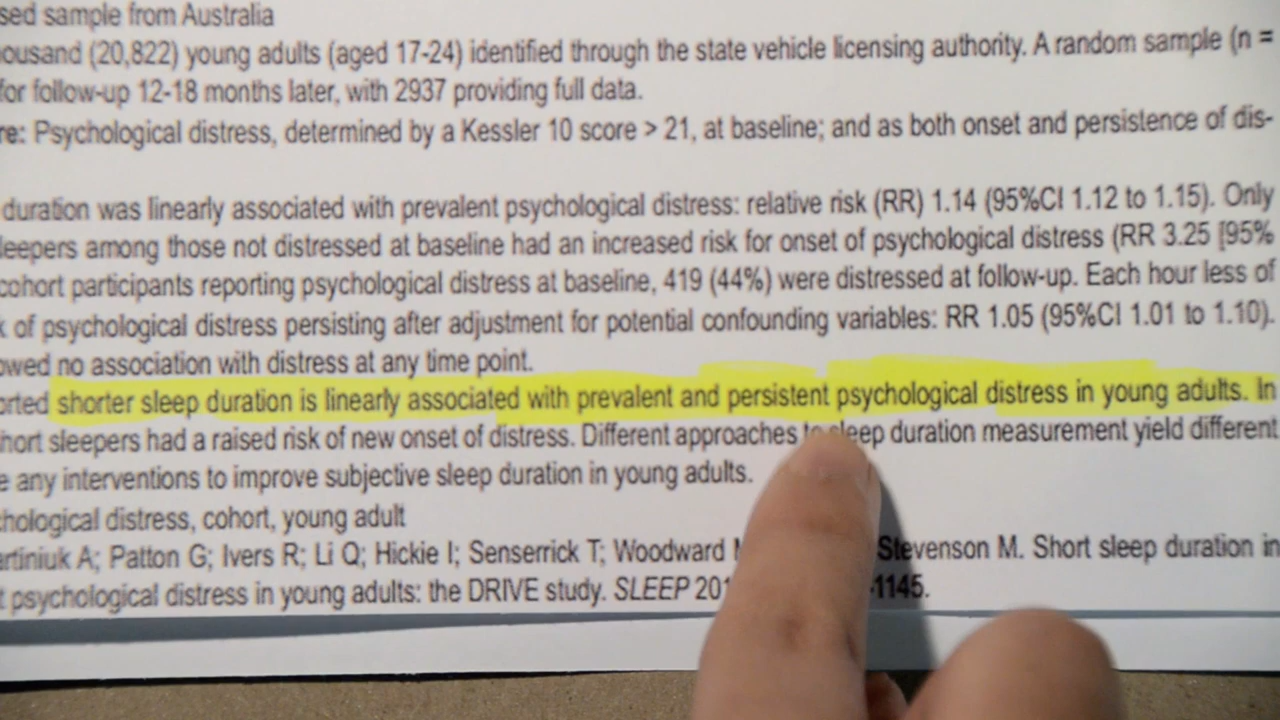 sed sample from Australia
ousand (20,822) young adults (aged 17-24) identified through the state vehicle licensing authority. A random sample (n =
for follow-up 12-18 months later, with 2937 providing full data.
re: Psychological distress, determined by a Kessler 10 score > 21, at baseline; and as both onset and persistence of dis-
duration was linearly associated with prevalent psychological distress: relative risk (RR) 1.14 (95%CI 1.12 to 1.15). Only
leepers among those not distressed at baseline had an increased risk for onset of psychological distress (RR 3.25 [95%
cohort participants reporting psychological distress at baseline, 419 (44%) were distressed at follow-up. Each hour less of
k of psychological distress persisting after adjustment for potential confounding variables: RR 1.05 (95%CI 1.01 to 1.10).
owed no association with distress at any time point.
orted shorter sleep duration is linearly associated with prevalent and persistent psychological distress in young adults. In
hort sleepers had a raised risk of new onset of distress. Different approaches to sleep duration measurement yield different
e any interventions to improve subjective sleep duration in young adults.
chological distress, cohort, young adult
artiniuk A; Patton G; Ivers R; Li Q; Hickie I; Senserrick T; Woodward Stevenson M. Short sleep duration in
t psychological distress in young adults: the DRIVE study. SLEEP 201 -1145.